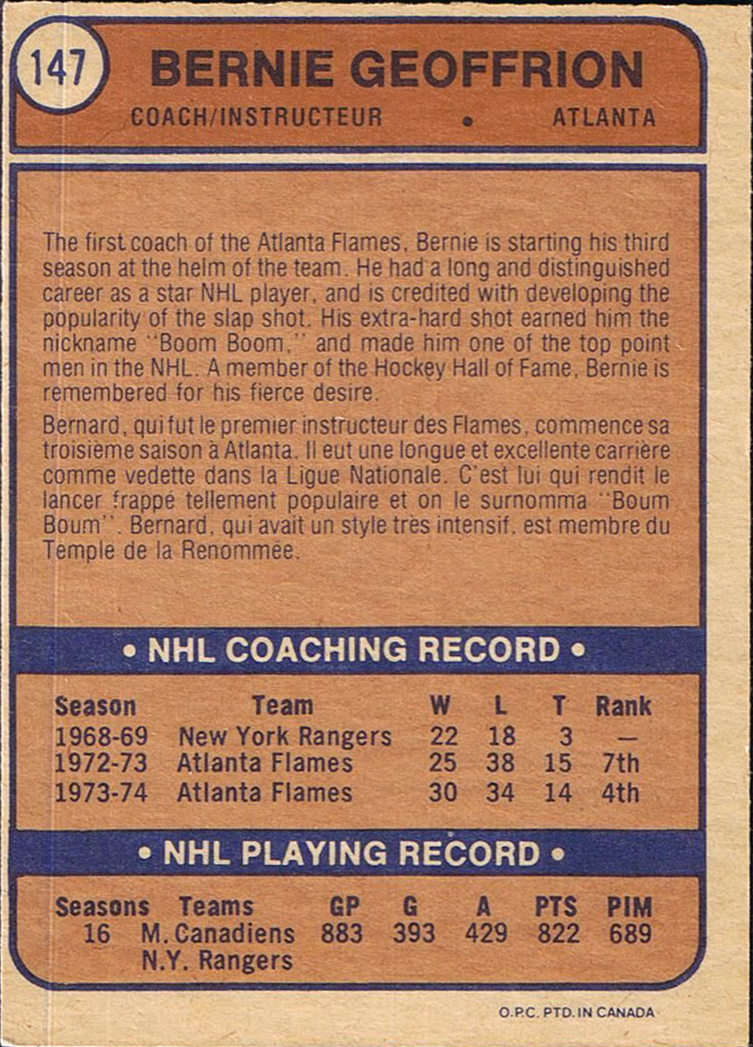 147
BERNIE GEOFFRION
COACH/INSTRUCTEUR • ATLANTA
The first coach of the Atlanta Flames, Bernie is starting his third
season at the helm of the team. He had a long and distinguished
career as a star NHL player, and is credited with developing the
popularity of the slap shot. His extra-hard shot earned him the
nickname "Boom Boom," and made him one of the top point
men in the NHL. A member of the Hockey Hall of Fame, Bernie is
remembered for his fierce desire.
Bernard, qui fut le premier instructeur des Flames, commence sa
troisième saison à Atlanta. Il eut une longue et excellente carrière
comme vedette dans la Ligue Nationale. C'est lui qui rendit le
lancer frappé tellement populaire et on le surnomma "Boum
Boum". Bernard, qui avait un style très intensif, est membre du
Temple de la Renommée.
• NHL COACHING RECORD •
Season Team W L T Rank
1968-69 New York Rangers 22 18 3 —
1972-73 Atlanta Flames 25 38 15 7th
1973-74 Atlanta Flames 30 34 14 4th
• NHL PLAYING RECORD •
Seasons Teams GP G A PTS PIM
16 M. Canadiens 883 393 429 822 689
N.Y. Rangers
O.P.C. PTD. IN CANADA